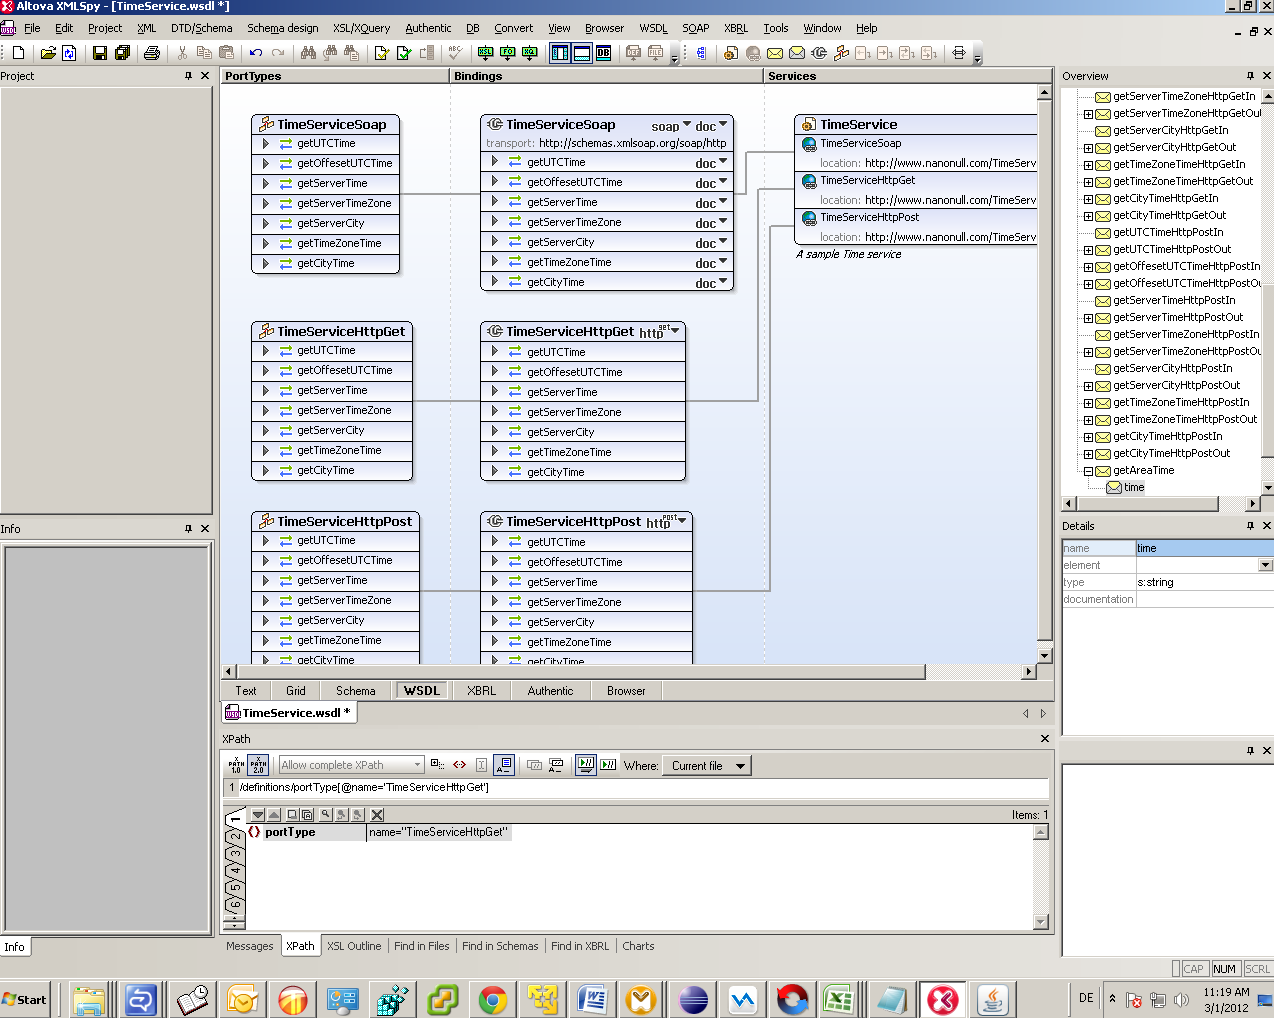 Altova XMLSpy - [TimeService.wsdl *]
File Edit Project XML DTD/Schema Schema design XSL/XQuery Authentic DB Convert View Browser WSDL SOAP XBRL Tools Window Help
Project
PortTypes Bindings Services
Overview
TimeServiceSoap
getUTCTime
getOffesetUTCTime
getServerTime
getServerTimeZone
getServerCity
getTimeZoneTime
getCityTime
TimeServiceSoap soap doc
transport: http://schemas.xmlsoap.org/soap/http
getUTCTime doc
getOffesetUTCTime doc
getServerTime doc
getServerTimeZone doc
getServerCity doc
getTimeZoneTime doc
getCityTime doc
TimeService
TimeServiceSoap
location: http://www.nanonull.com/TimeServ
TimeServiceHttpGet
location: http://www.nanonull.com/TimeServ
TimeServiceHttpPost
location: http://www.nanonull.com/TimeServ
A sample Time service
TimeServiceHttpGet
getUTCTime
getOffesetUTCTime
getServerTime
getServerTimeZone
getServerCity
getTimeZoneTime
getCityTime
TimeServiceHttpGet http get
getUTCTime
getOffesetUTCTime
getServerTime
getServerTimeZone
getServerCity
getTimeZoneTime
getCityTime
TimeServiceHttpPost
getUTCTime
getOffesetUTCTime
getServerTime
getServerTimeZone
getServerCity
getTimeZoneTime
getCityTime
TimeServiceHttpPost http post
getUTCTime
getOffesetUTCTime
getServerTime
getServerTimeZone
getServerCity
getTimeZoneTime
getCityTime
getServerTimeZoneHttpGetIn
getServerTimeZoneHttpGetOut
getServerCityHttpGetIn
getServerCityHttpGetOut
getTimeZoneTimeHttpGetIn
getTimeZoneTimeHttpGetOut
getCityTimeHttpGetIn
getCityTimeHttpGetOut
getUTCTimeHttpPostIn
getUTCTimeHttpPostOut
getOffesetUTCTimeHttpPostIn
getOffesetUTCTimeHttpPostOu
getServerTimeHttpPostIn
getServerTimeHttpPostOut
getServerTimeZoneHttpPostIn
getServerTimeZoneHttpPostOu
getServerCityHttpPostIn
getServerCityHttpPostOut
getTimeZoneTimeHttpPostIn
getTimeZoneTimeHttpPostOut
getCityTimeHttpPostIn
getCityTimeHttpPostOut
getAreaTime
time
Info
Details
name time
element
type s:string
documentation
Text Grid Schema WSDL XBRL Authentic Browser
TimeService.wsdl *
XPath
XPATH 1.0 XPATH 2.0 Allow complete XPath Where: Current file
1 /definitions/portType[@name='TimeServiceHttpGet']
Items: 1
portType name="TimeServiceHttpGet"
1
2
3
4
5
6
Info
Messages XPath XSL Outline Find in Files Find in Schemas Find in XBRL Charts
CAP NUM SCRL
Start
DE
11:19 AM
3/1/2012